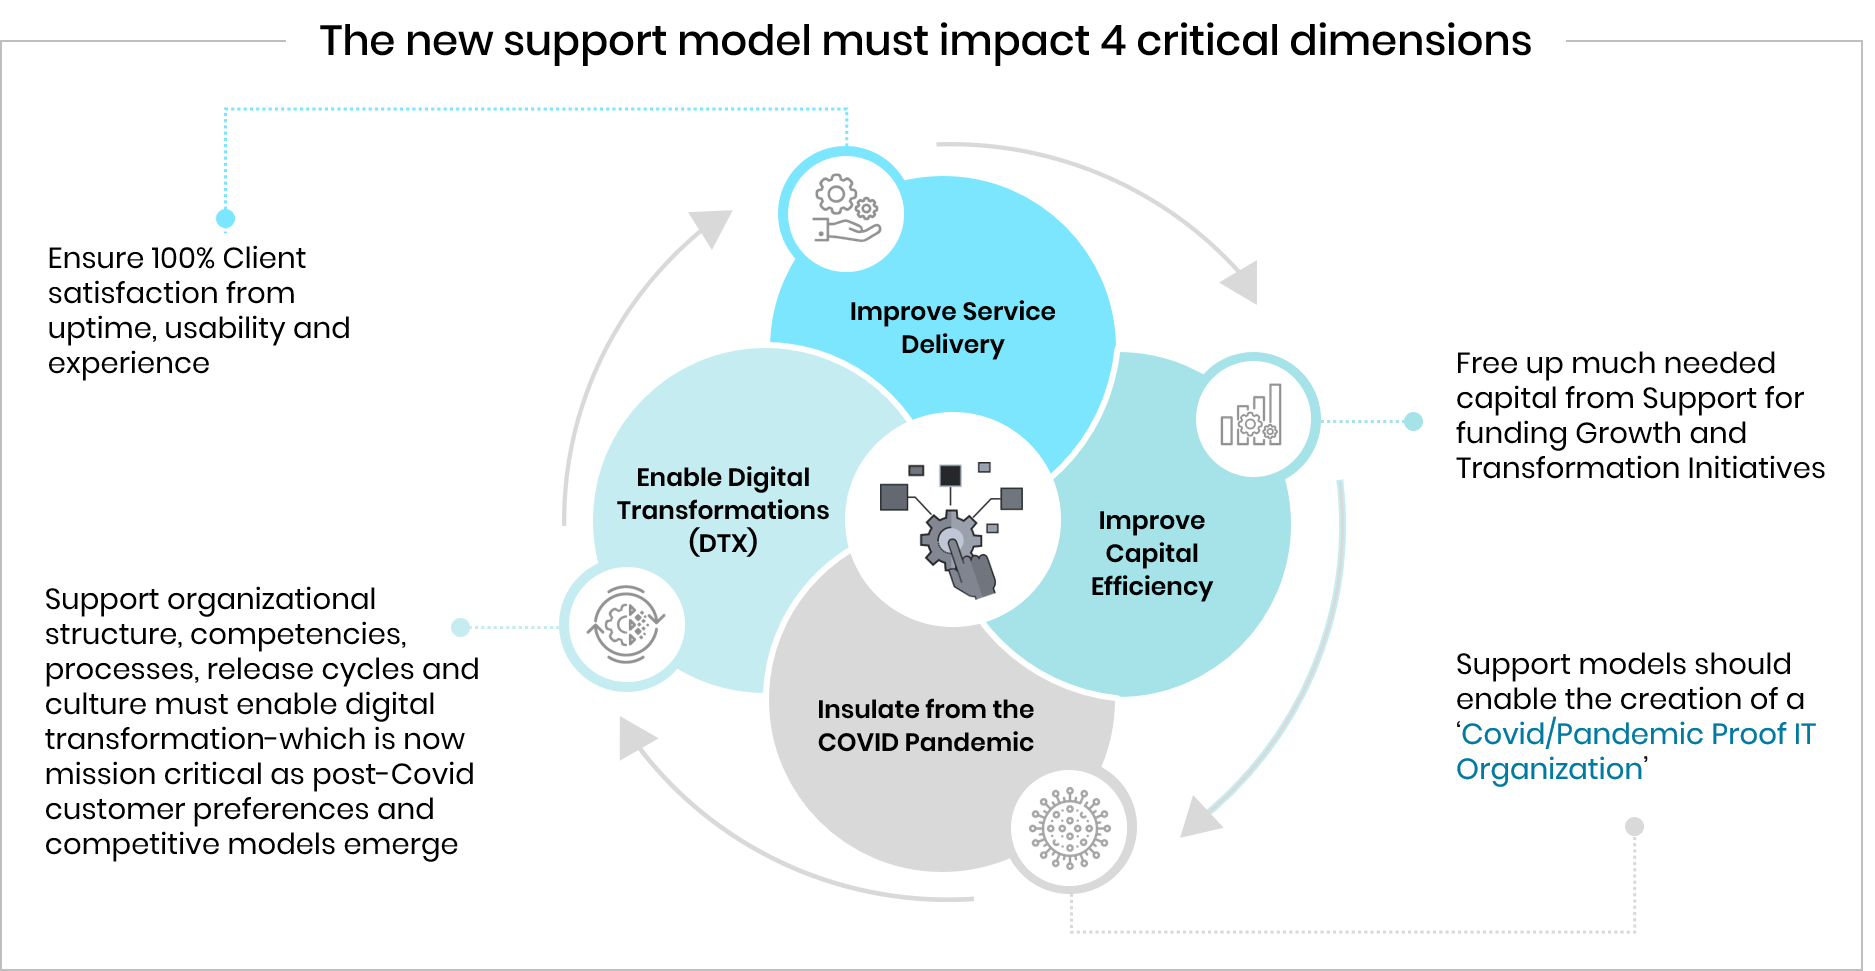 The new support model must impact 4 critical dimensions
Ensure 100% Client
satisfaction from
uptime, usability and
experience
Improve Service
Delivery
Free up much needed
capital from Support for
funding Growth and
Transformation Initiatives
Enable Digital
Transformations
(DTX)
Improve
Capital
Efficiency
Support organizational
structure, competencies,
processes, release cycles and
culture must enable digital
transformation-which is now
mission critical as post-Covid
customer preferences and
competitive models emerge
Insulate from the
COVID Pandemic
Support models should
enable the creation of a
‘Covid/Pandemic Proof IT
Organization’